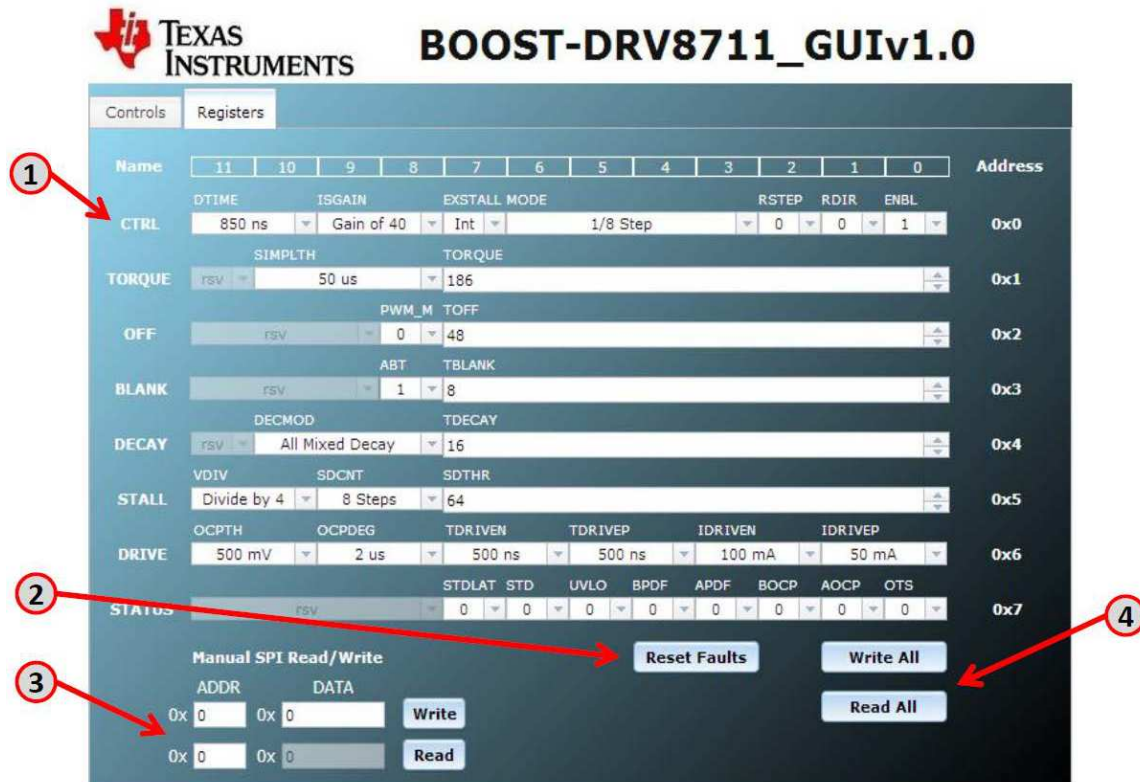 TEXAS
INSTRUMENTS
BOOST-DRV8711_GUIv1.0
Controls Registers
1
Name 11 10 9 8 7 6 5 4 3 2 1 0 Address
DTIME ISGAIN EXSTALL MODE RSTEP RDIR ENBL
CTRL 850 ns Gain of 40 Int 1/8 Step 0 0 1 0x0
SIMPLTH TORQUE
TORQUE rsv 50 us 186 0x1
PWM_M TOFF
OFF rsv 0 48 0x2
ABT TBLANK
BLANK rsv 1 8 0x3
DECMOD TDECAY
DECAY rsv All Mixed Decay 16 0x4
VDIV SDCNT SDTHR
STALL Divide by 4 8 Steps 64 0x5
OCPTH OCPDEG TDRIVEN TDRIVEP IDRIVEN IDRIVEP
DRIVE 500 mV 2 us 500 ns 500 ns 100 mA 50 mA 0x6
2
STDLAT STD UVLO BPDF APDF BOCP AOCP OTS
STATUS rsv 0 0 0 0 0 0 0 0 0x7
4
Manual SPI Read/Write Reset Faults Write All
3
ADDR DATA Read All
0x 0 0x 0 Write
0x 0 0x 0 Read